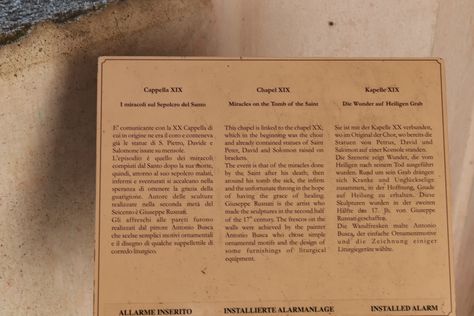 Cappella XIX
I miracoli sul Sepolcro del Santo
E' comunicante con la XX Cappella di
cui in origine ne era il coro e conteneva
già le statue di S. Pietro, Davide e
Salomone issate su mensole.
L'episodio è quello dei miracoli
compiuti dal Santo dopo la sua morte,
quindi, attorno al suo sepolcro malati,
infermi e sventurati si accalcano nella
speranza di ottenere la grazia della
guarigione. Autore delle sculture
realizzate nella seconda metà del
Seicento è Giuseppe Rusnati.
Gli affreschi alle pareti furono
realizzati dal pittore Antonio Busca
che scelse semplici motivi ornamentali
e il disegno di qualche suppellettile di
corredo liturgico.
Chapel XIX
Miracles on the Tomb of the Saint
This chapel is linked to the chapel XX,
which in the beginning was the choir
and already contained statues of Saint
Peter, David and Solomon raised on
brackets.
The event is that of the miracles done
by the Saint after his death; then
around his tomb the sick, the infirm
and the unfortunate throng in the hope
of having the grace of healing.
Giuseppe Rusnati is the artist who
made the sculptures in the second half
of the 17th century. The frescos on the
walls were achieved by the painter
Antonio Busca who chose simple
ornamental motifs and the design of
some furnishings of liturgical
equipment.
Kapelle XIX
Die Wunder auf Heiligen Grab
Sie ist mit der Kapelle XX verbunden,
wo im Original der Chor, wo bereits die
Statuen von Petrus, David und
Salomon auf einer Konsole standen.
Die Szenerie zeigt Wunder, die vom
Heiligen nach seinem Tod ausgeführt
wurden. Rund um sein Grab drängen
sich Kranke und Unglückselige
zusammen, in der Hoffnung, Gnade
auf Heilung zu erhalten. Diese
Skulpturen wurden in der zweiten
Hälfte des 17. Jh. von Giuseppe
Rusnati geschaffen.
Die Wandfresken malte Antonio
Busca, der einfache Ornamentmotive
und die Zeichnung einiger
Liturgiegeräte wählte.
ALLARME INSERITO INSTALLIERTE ALARMANLAGE INSTALLED ALARM